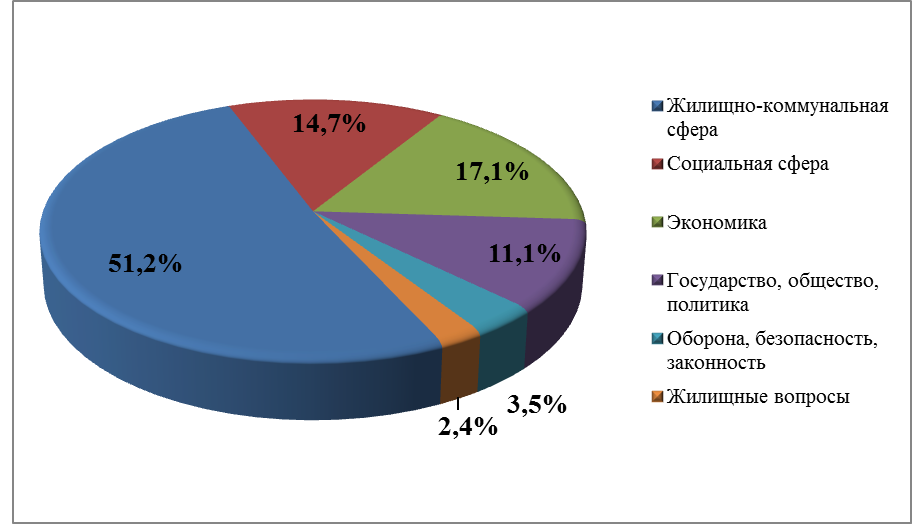 14,7%
17,1%
11,1%
51,2%
3,5%
2,4%
Жилищно-коммунальная
сфера
Социальная сфера
Экономика
Государство, общество,
политика
Оборона, безопасность,
законность
Жилищные вопросы